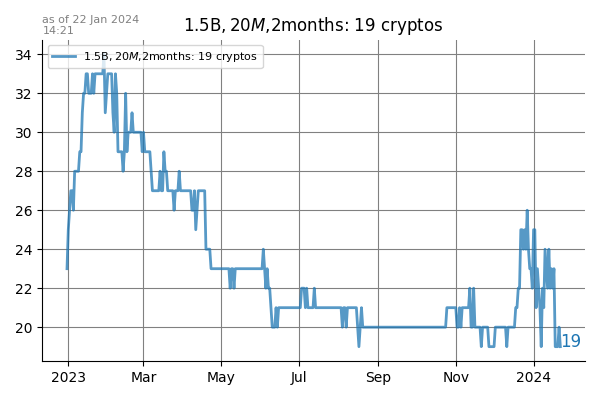 as of 22 Jan 2024
14:21
1.5B, 20M,2months: 19 cryptos
1.5B, 20M,2months: 19 cryptos
34
32
30
28
26
24
22
20
19
2023 Mar May Jul Sep Nov 2024